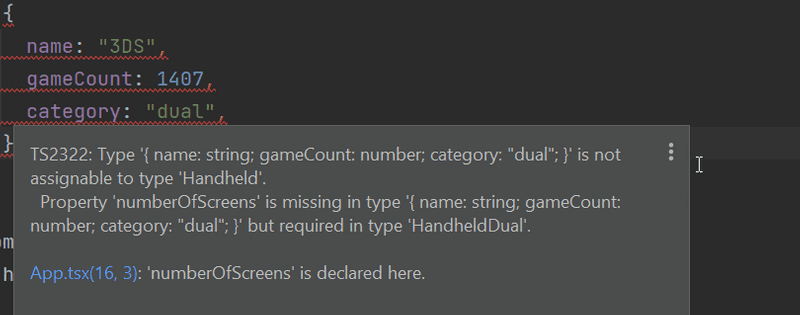 {
name: "3DS",
gameCount: 1407,
category: "dual",
}
TS2322: Type '{ name: string; gameCount: number; category: "dual"; }' is not
assignable to type 'Handheld'.
Property 'numberOfScreens' is missing in type '{ name: string; gameCount:
number; category: "dual"; }' but required in type 'HandheldDual'.
App.tsx(16, 3): 'numberOfScreens' is declared here.
om
h